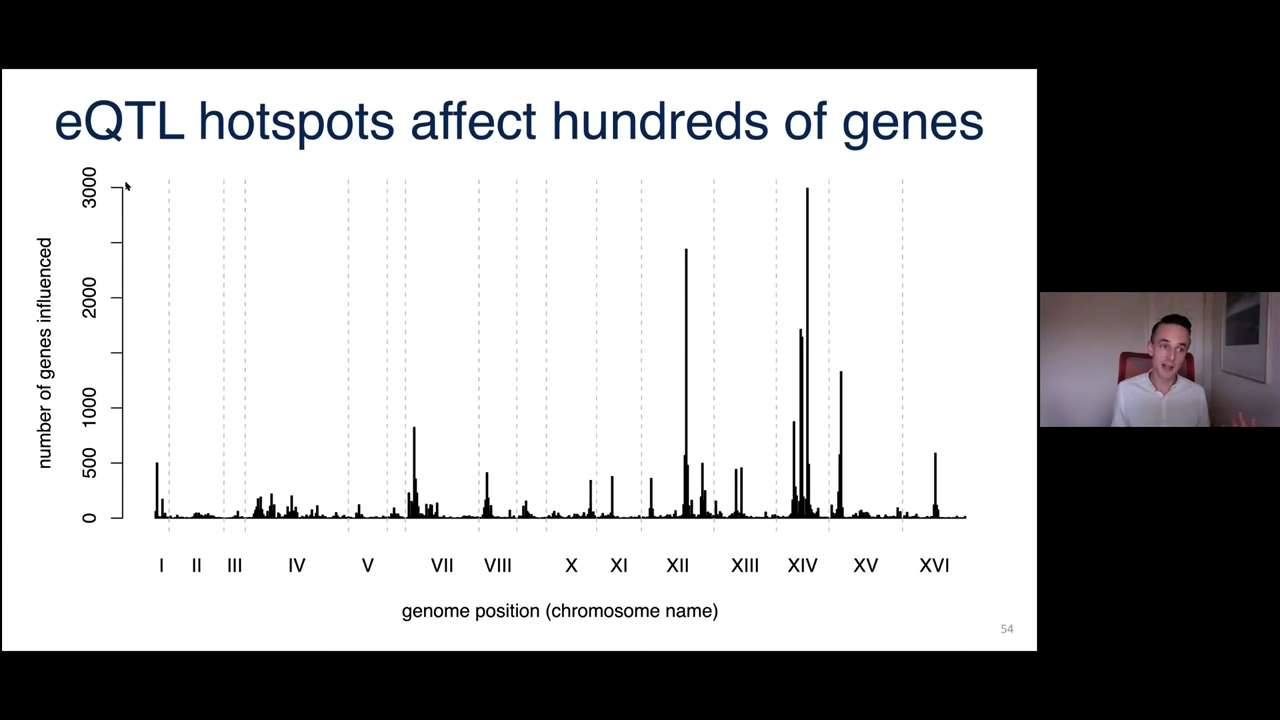 eQTL hotspots affect hundreds of genes
number of genes influenced
3000
2000
1000
500
0
I II III IV V VII VIII X XI XII XIII XIV XV XVI
genome position (chromosome name)
54